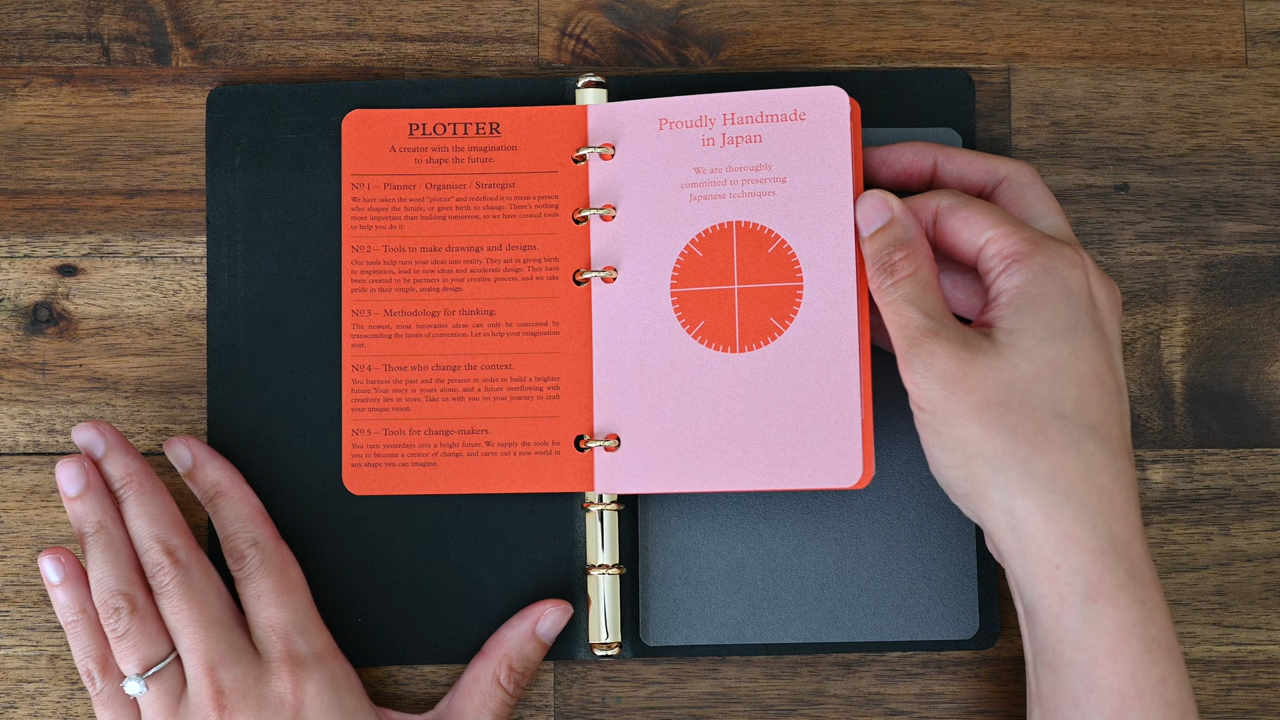 PLOTTER
A creator with the imagination
to shape the future.
Nº1 — Planner / Organiser / Strategist
We have taken the word “plotter” and redefined it to mean a person
who shapes the future, or gives birth to change. There’s nothing
more important than building tomorrow, so we have created tools
to help you do it.
Nº2 — Tools to make drawings and designs.
Our tools help turn your ideas into reality. They aid in giving birth
to inspiration, lead to new ideas and accelerate design. They have
been created to be partners in your creative process, and we take
pride in their simple, analog design.
Nº3 — Methodology for thinking.
The newest, most innovative ideas can only be conceived by
transcending the limits of convention. Let us help your imagination
soar.
Nº4 — Those who change the context.
You harness the past and the present in order to build a brighter
future. Your story is yours alone, and a future overflowing with
creativity lies in store. Take us with you on your journey to craft
your unique vision.
Nº5 — Tools for change-makers.
You turn yesterdays into a bright future. We supply the tools for
you to become a creator of change, and carve out a new world in
any shape you can imagine.
Proudly Handmade
in Japan
We are thoroughly
committed to preserving
Japanese techniques.